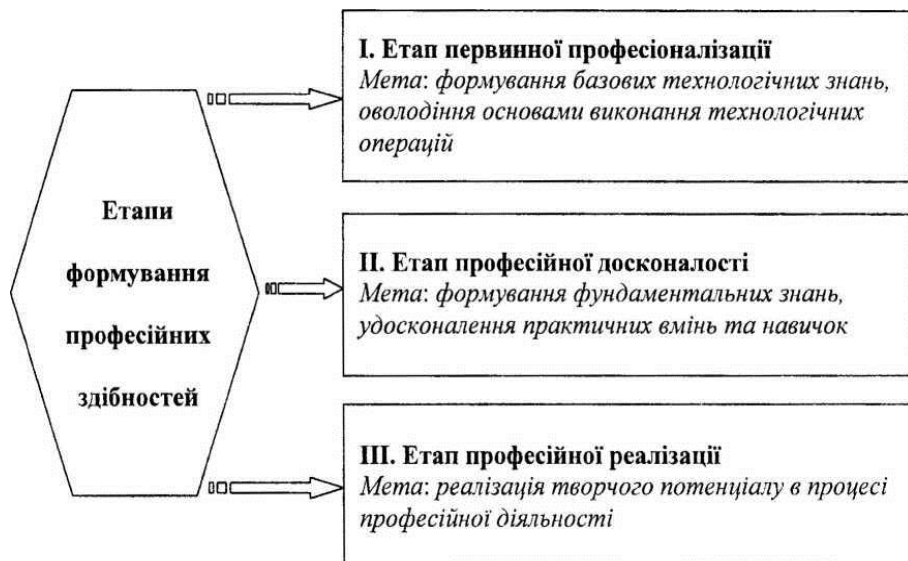 Етапи
формування
професійних
здібностей
І. Етап первинної професіоналізації
Мета: формування базових технологічних знань,
оволодіння основами виконання технологічних
операцій
ІІ. Етап професійної досконалості
Мета: формування фундаментальних знань,
удосконалення практичних вмінь та навичок
ІІІ. Етап професійної реалізації
Мета: реалізація творчого потенціалу в процесі
професійної діяльності